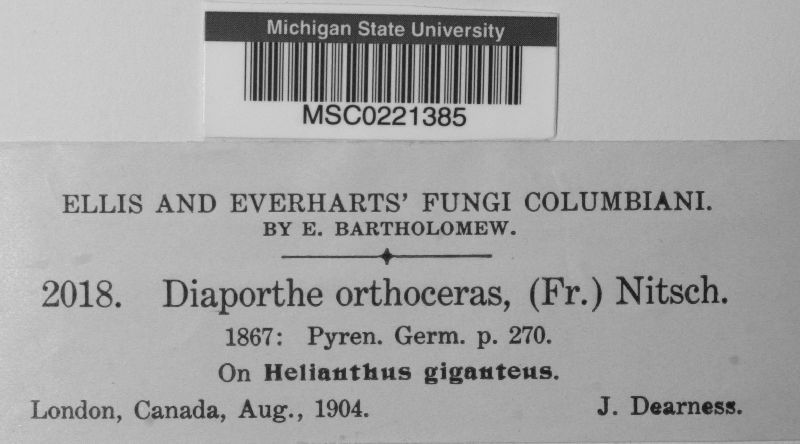 Michigan State University
MSC0221385
ELLIS AND EVERHARTS' FUNGI COLUMBIANI.
BY E. BARTHOLOMEW.
2018. Diaporthe orthoceras, (Fr.) Nitsch.
1867: Pyren. Germ. p. 270.
On Helianthus giganteus.
London, Canada, Aug., 1904. J. Dearness.